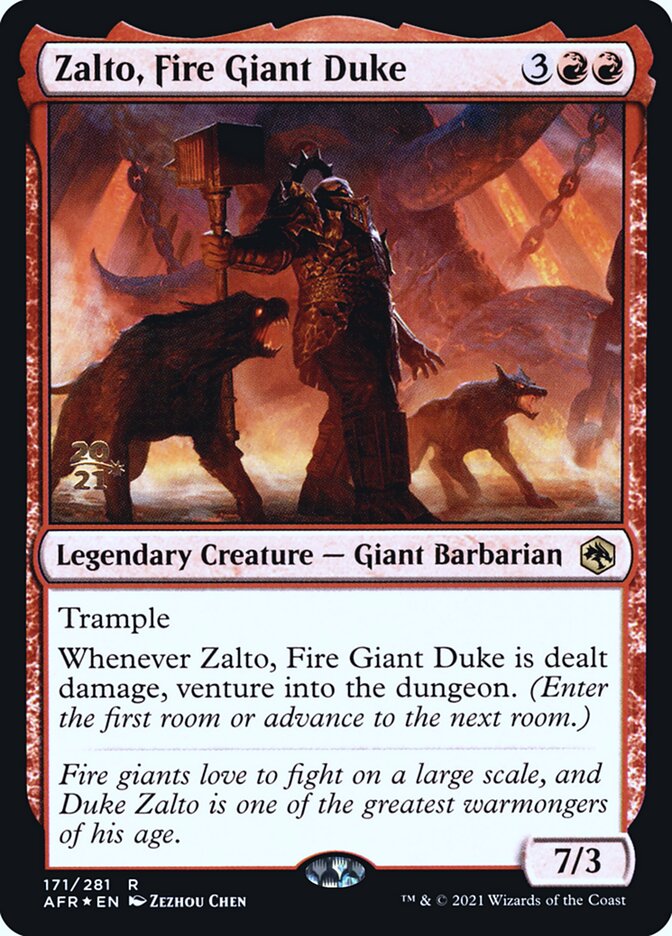 Zalto, Fire Giant Duke 3
20
21
Legendary Creature — Giant Barbarian
Trample
Whenever Zalto, Fire Giant Duke is dealt
damage, venture into the dungeon. (Enter
the first room or advance to the next room.)
Fire giants love to fight on a large scale, and
Duke Zalto is one of the greatest warmongers
of his age.
7/3
171/281 R
AFR★EN Zezhou Chen
™ & © 2021 Wizards of the Coast